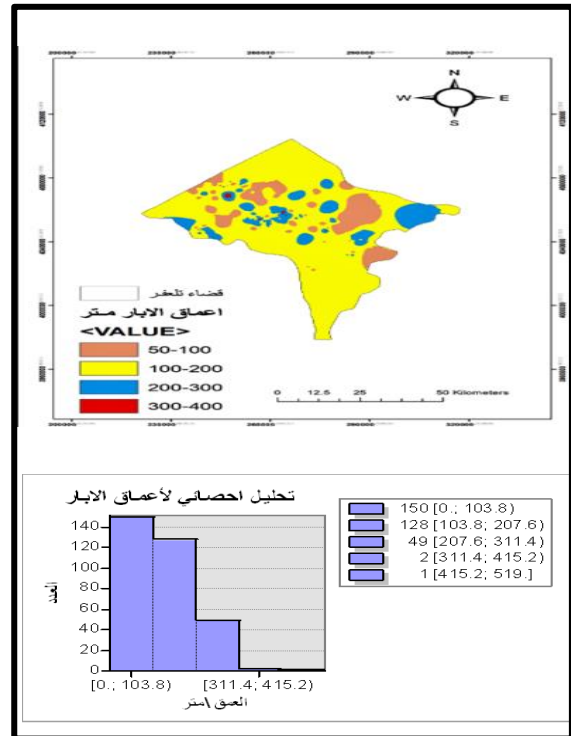 N
W E
S
قضاء تلعفر
اعماق الابار متر
<VALUE>
50-100
100-200
200-300
300-400
0 12.5 25 50 Kilometers
تحليل احصائي لأعماق الابار
العدد
140
120
100
80
60
40
20
0
[0.; 103.8) [311.4; 415.2)
العمق \متر
150 [0.; 103.8)
128 [103.8; 207.6)
49 [207.6; 311.4)
2 [311.4; 415.2)
1 [415.2; 519.]